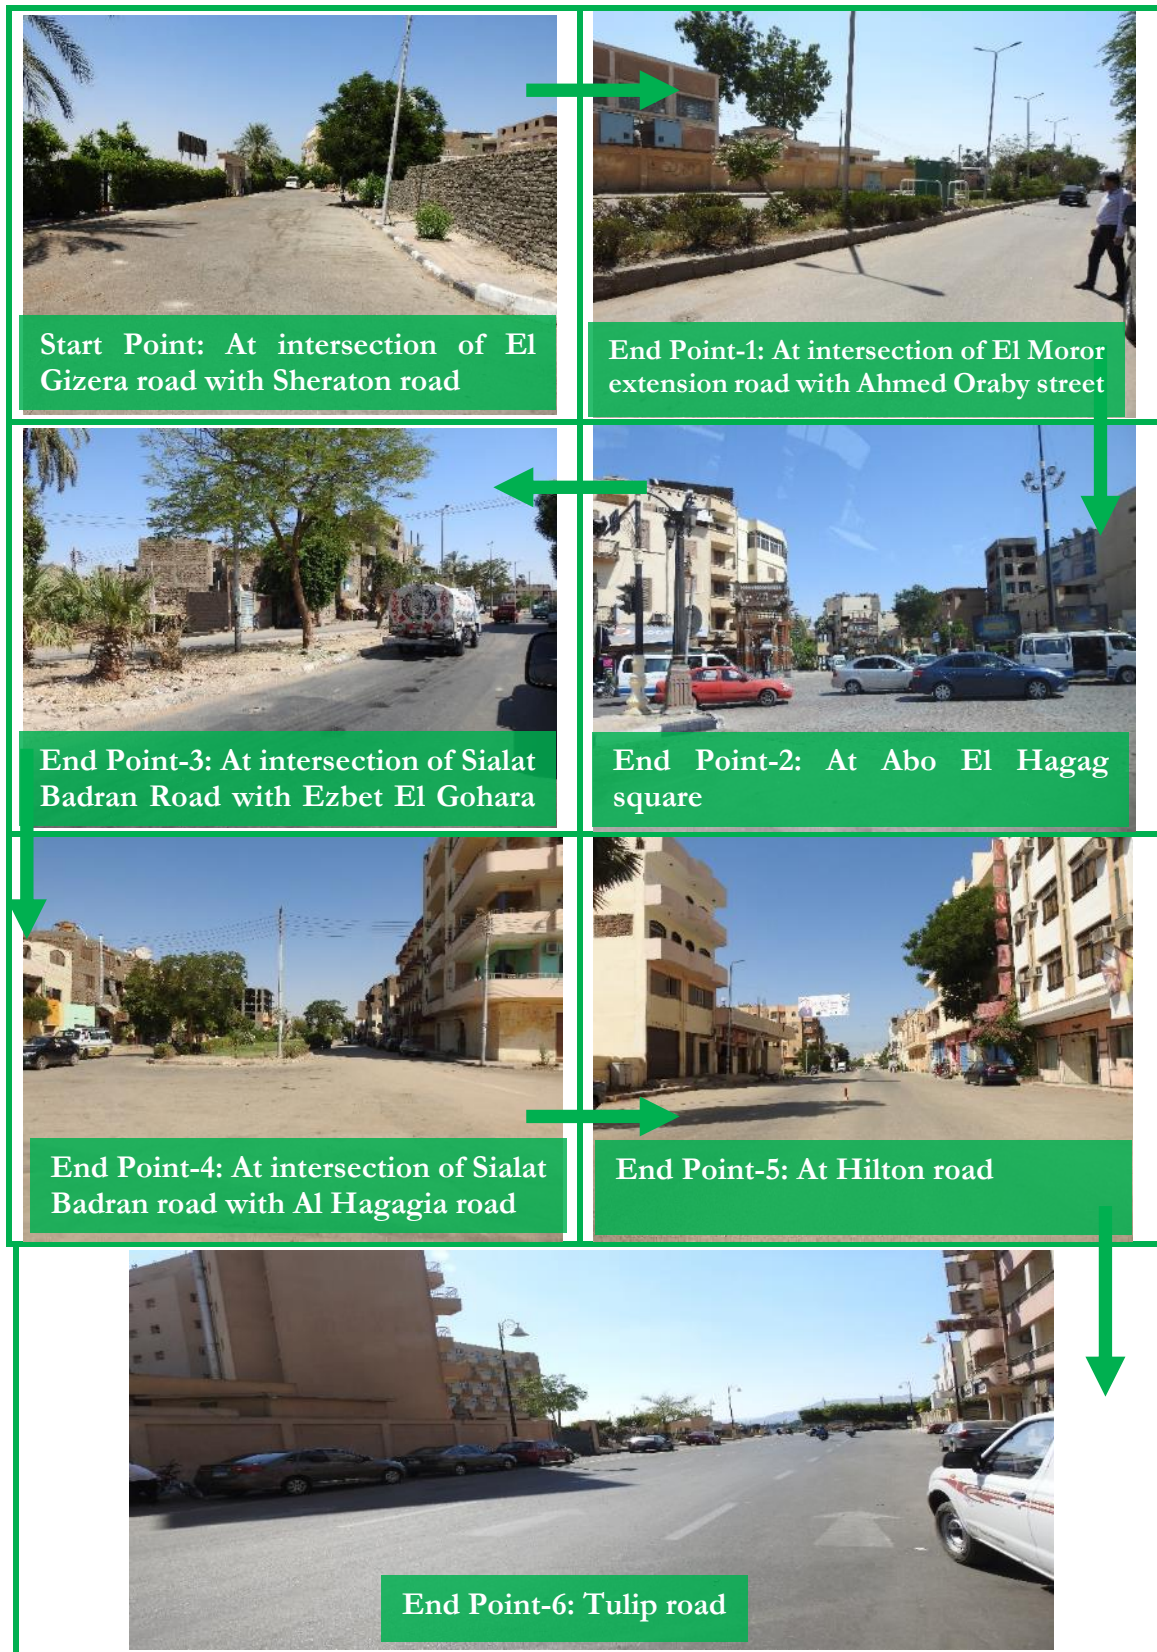 Start Point: At intersection of El
Gizera road with Sheraton road
End Point-1: At intersection of El Moror
extension road with Ahmed Oraby street
End Point-3: At intersection of Sialat
Badran Road with Ezbet El Gohara
End Point-2: At Abo El Hagag
square
End Point-4: At intersection of Sialat
Badran road with Al Hagagia road
End Point-5: At Hilton road
End Point-6: Tulip road